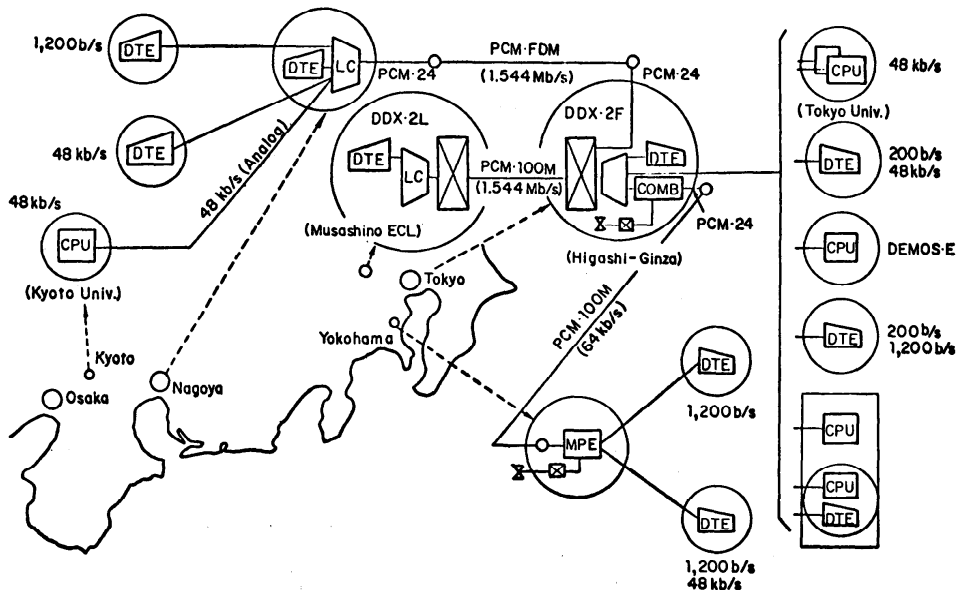 1,200 b/s
DTE
DTE
LC
PCM·24
PCM·FDM
(1.544 Mb/s)
PCM·24
CPU
48 kb/s
(Tokyo Univ.)
DTE
48 kb/s
48 kb/s (Analog)
DDX·2L
DTE
LC
(Musashino ECL)
PCM·100M
(1.544 Mb/s)
DDX·2F
DTE
COMB
PCM·24
(Higashi-Ginza)
DTE
200 b/s
48 kb/s
48 kb/s
CPU
(Kyoto Univ.)
CPU
DEMOS·E
Tokyo
Yokohama
PCM·100M
(64 kb/s)
DTE
200 b/s
1,200 b/s
Kyoto
Osaka
Nagoya
DTE
1,200 b/s
MPE
CPU
CPU
DTE
DTE
1,200 b/s
48 kb/s